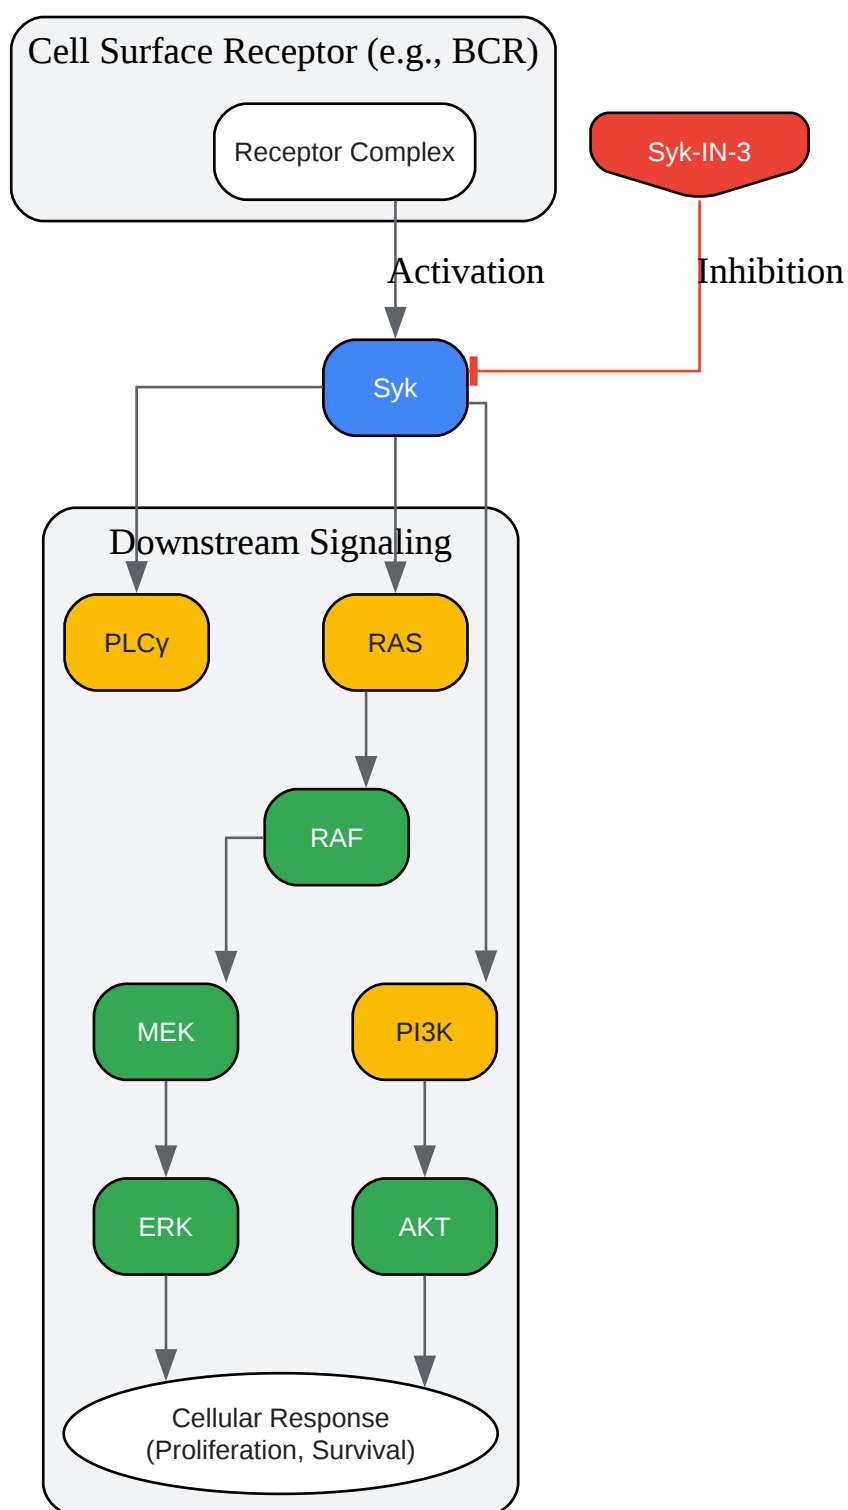 Cell Surface Receptor (e.g., BCR)
Receptor Complex
Syk-IN-3
Activation
Inhibition
Syk
Downstream Signaling
PLCγ
RAS
RAF
MEK
PI3K
ERK
AKT
Cellular Response
(Proliferation, Survival)